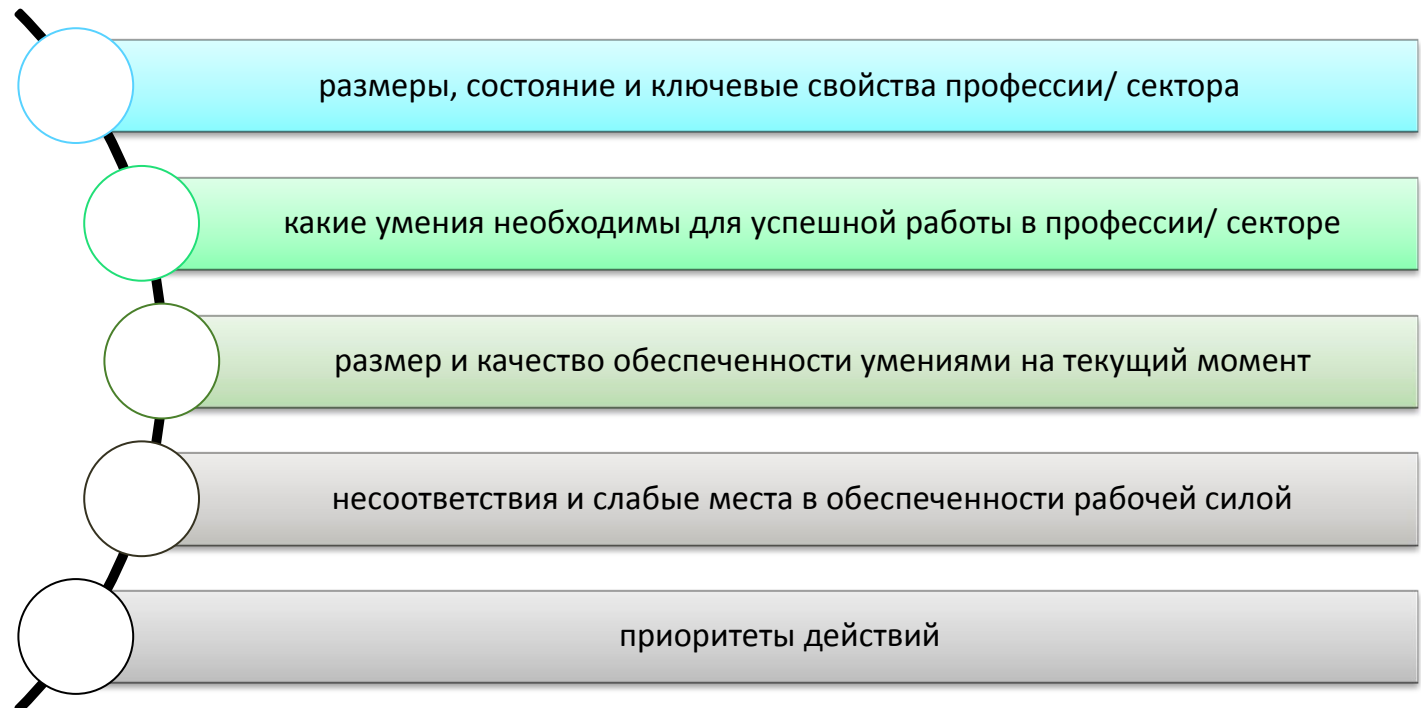 размеры, состояние и ключевые свойства профессии/ сектора
какие умения необходимы для успешной работы в профессии/ секторе
размер и качество обеспеченности умениями на текущий момент
несоответствия и слабые места в обеспеченности рабочей силой
приоритеты действий